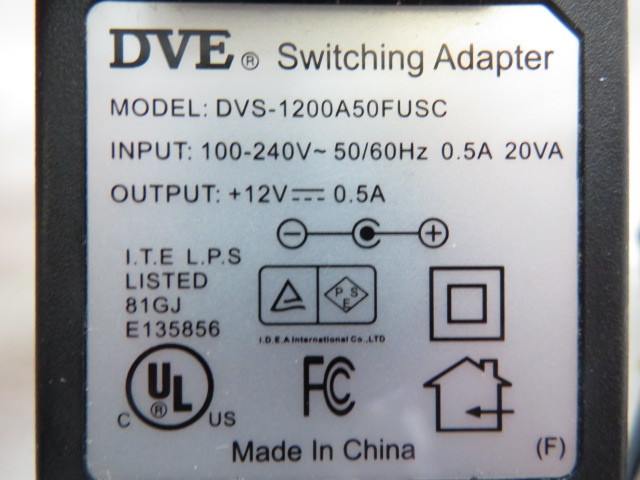 DVE® Switching Adapter
MODEL: DVS-1200A50FUSC
INPUT: 100-240V~ 50/60Hz 0.5A 20VA
OUTPUT: +12V⎓ 0.5A
I.T.E L.P.S
LISTED
81GJ
E135856
PSE
I.D.E.A International Co.,LTD
C UL® US
FC
Made In China
(F)